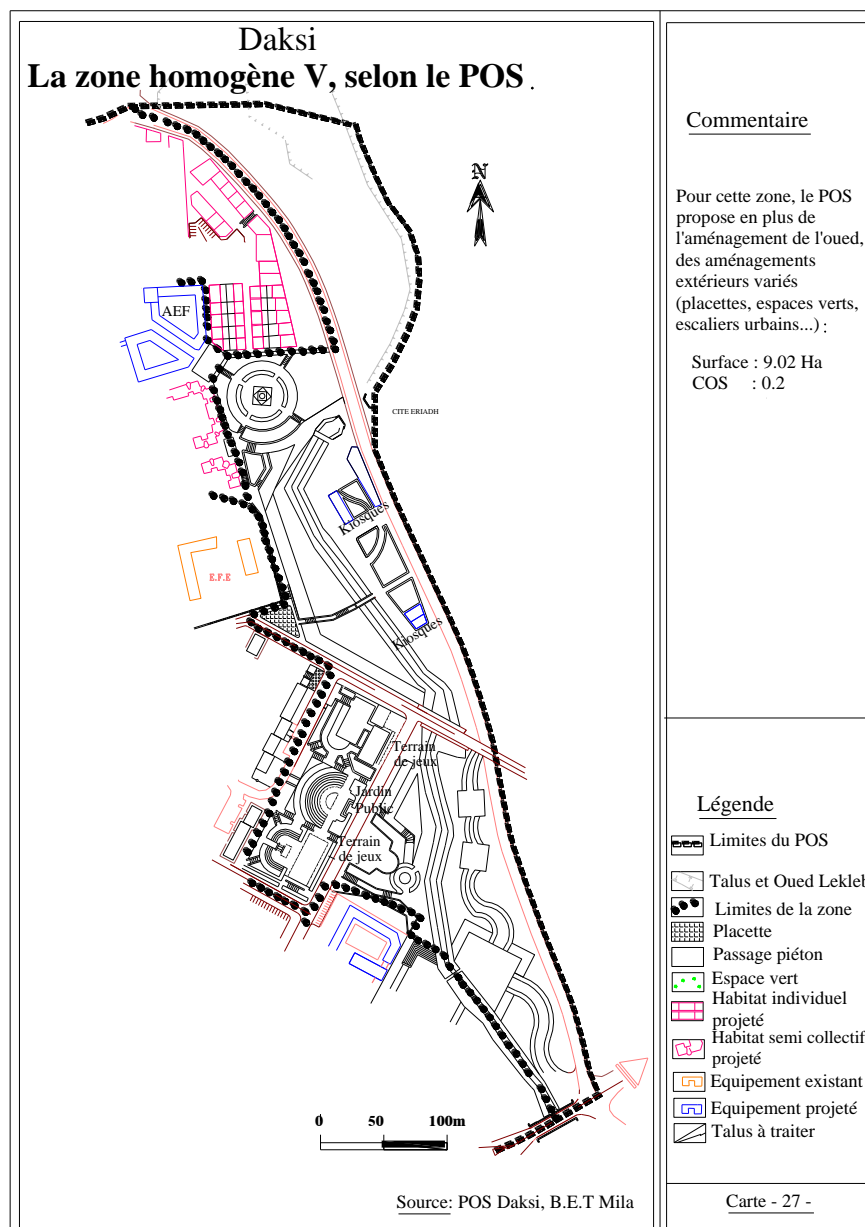 Daksi
La zone homogène V, selon le POS .
N
AEF
CITE ERIADH
Kiosques
E.F.E
Kiosques
Terrain
de jeux
Jardin
Public
Terrain
de jeux
0 50 100m
Source: POS Daksi, B.E.T Mila
Commentaire
Pour cette zone, le POS
propose en plus de
l'aménagement de l'oued,
des aménagements
extérieurs variés
(placettes, espaces verts,
escaliers urbains...) :
Surface : 9.02 Ha
COS : 0.2
Légende
Limites du POS
Talus et Oued Lekleb
Limites de la zone
Placette
Passage piéton
Espace vert
Habitat individuel
projeté
Habitat semi collectif
projeté
Equipement existant
Equipement projeté
Talus à traiter
Carte - 27 -